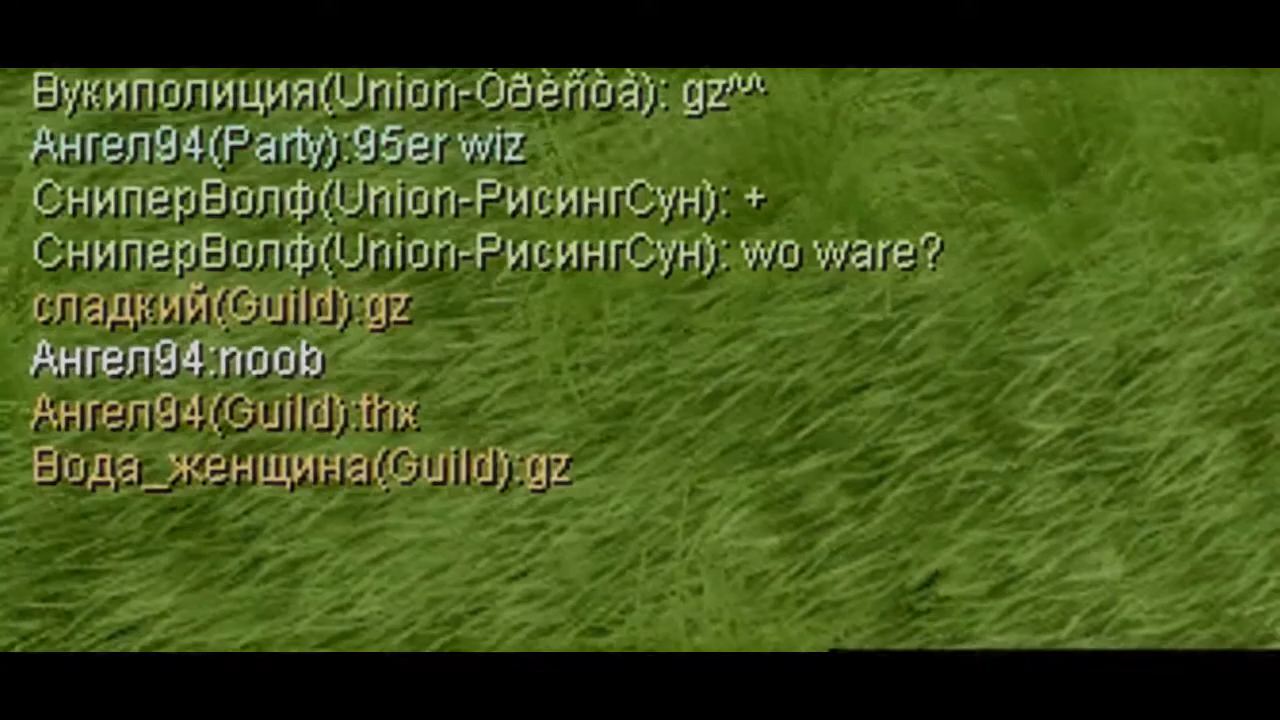 Вукиполиция(Union-Òðèñòà): gz^^
Ангел94(Party):95er wiz
СниперВолф(Union-РисингСун): +
СниперВолф(Union-РисингСун): wo ware?
сладкий(Guild):gz
Ангел94:noob
Ангел94(Guild):thx
Вода_женщина(Guild):gz